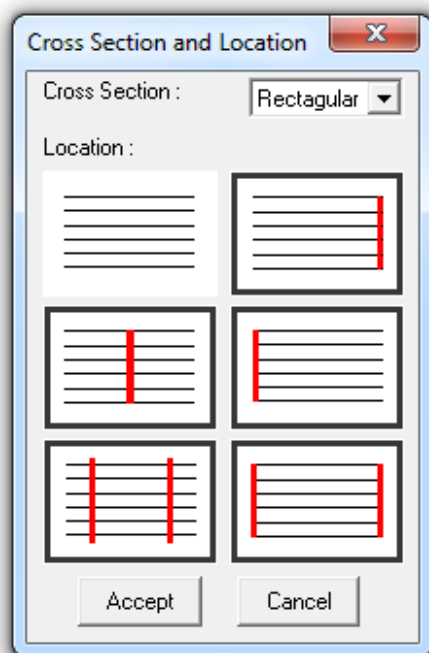 Cross Section and Location
Cross Section :
Rectagular
Location :
Accept
Cancel